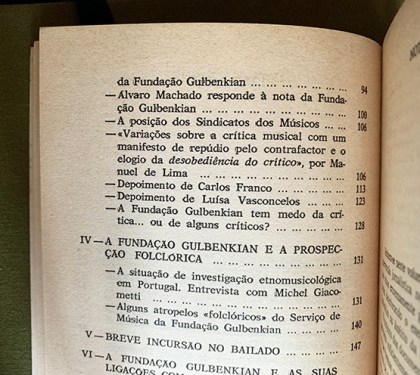 da Fundação Gulbenkian ... ... ... ... ... 94
—Álvaro Machado responde à nota da Funda-
ção Gulbenkian ... ... ... ... ... ... 100
—A posição dos Sindicatos dos Músicos ... ... 106
—«Variações sobre a crítica musical com um
manifesto de repúdio pelo contrafactor e o
elogio da desobediência do crítico», por Ma-
nuel de Lima ... ... ... ... ... ... ... 106
—Depoimento de Carlos Franco ... ... ... 113
—Depoimento de Luísa Vasconcelos ... ... ... 123
—A Fundação Gulbenkian tem medo da crí-
tica... ou de alguns críticos? ... ... ... 128
IV—A FUNDAÇÃO GULBENKIAN E A PROSPEC-
ÇÃO FOLCLÓRICA ... ... ... ... ... ... 131
—A situação de investigação etnomusicológica
em Portugal. Entrevista com Michel Giaco-
metti ... ... ... ... ... ... ... ... 131
—Alguns atropelos «folclóricos» do Serviço de
Música da Fundação Gulbenkian ... ... ... 140
V—BREVE INCURSÃO NO BAILADO ... ... ... 147
VI—A FUNDAÇÃO GULBENKIAN E AS SUAS
LIGAÇÕES COM